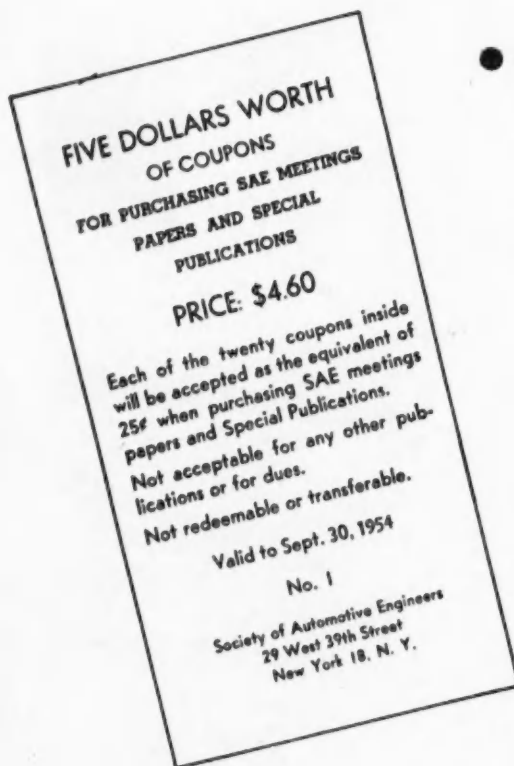 FIVE DOLLARS WORTH
OF COUPONS
FOR PURCHASING SAE MEETINGS
PAPERS AND SPECIAL
PUBLICATIONS
PRICE: $4.60
Each of the twenty coupons inside
will be accepted as the equivalent of
25¢ when purchasing SAE meetings
papers and Special Publications.
Not acceptable for any other pub-
lications or for dues.
Not redeemable or transferable.
Valid to Sept. 30, 1954
No. 1
Society of Automotive Engineers
29 West 39th Street
New York 18, N. Y.